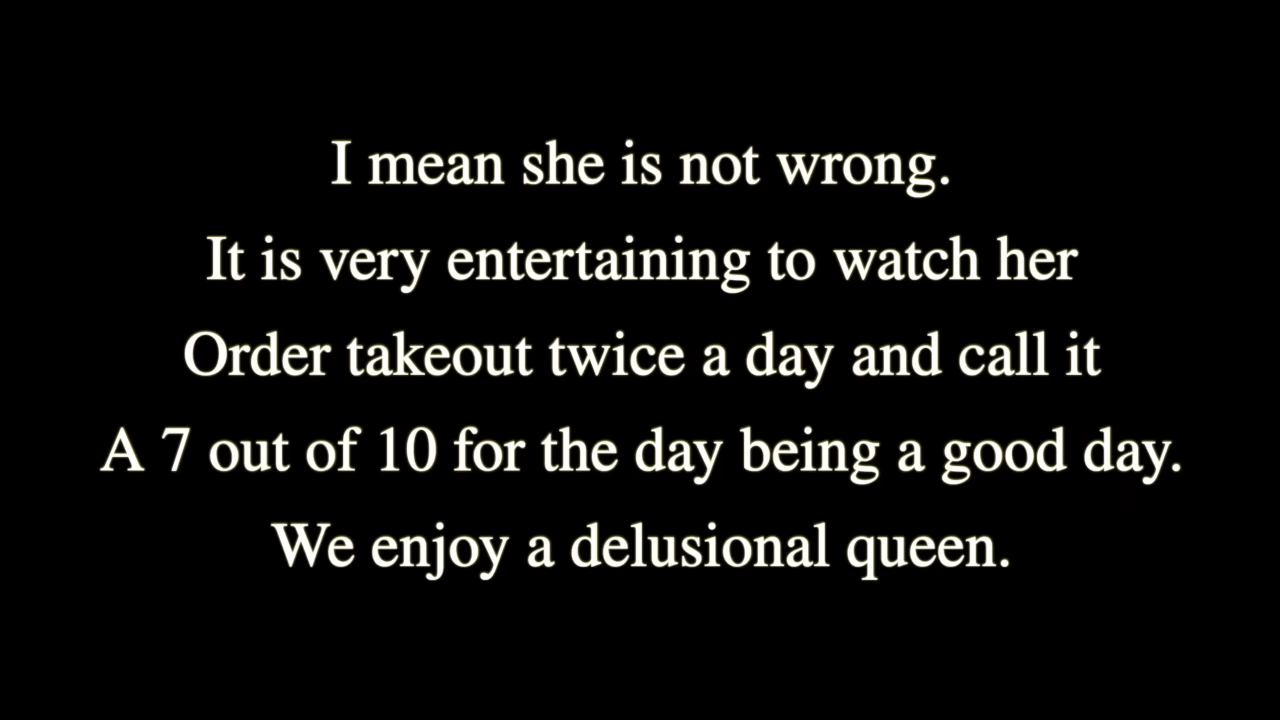 I mean she is not wrong.
It is very entertaining to watch her
Order takeout twice a day and call it
A 7 out of 10 for the day being a good day.
We enjoy a delusional queen.